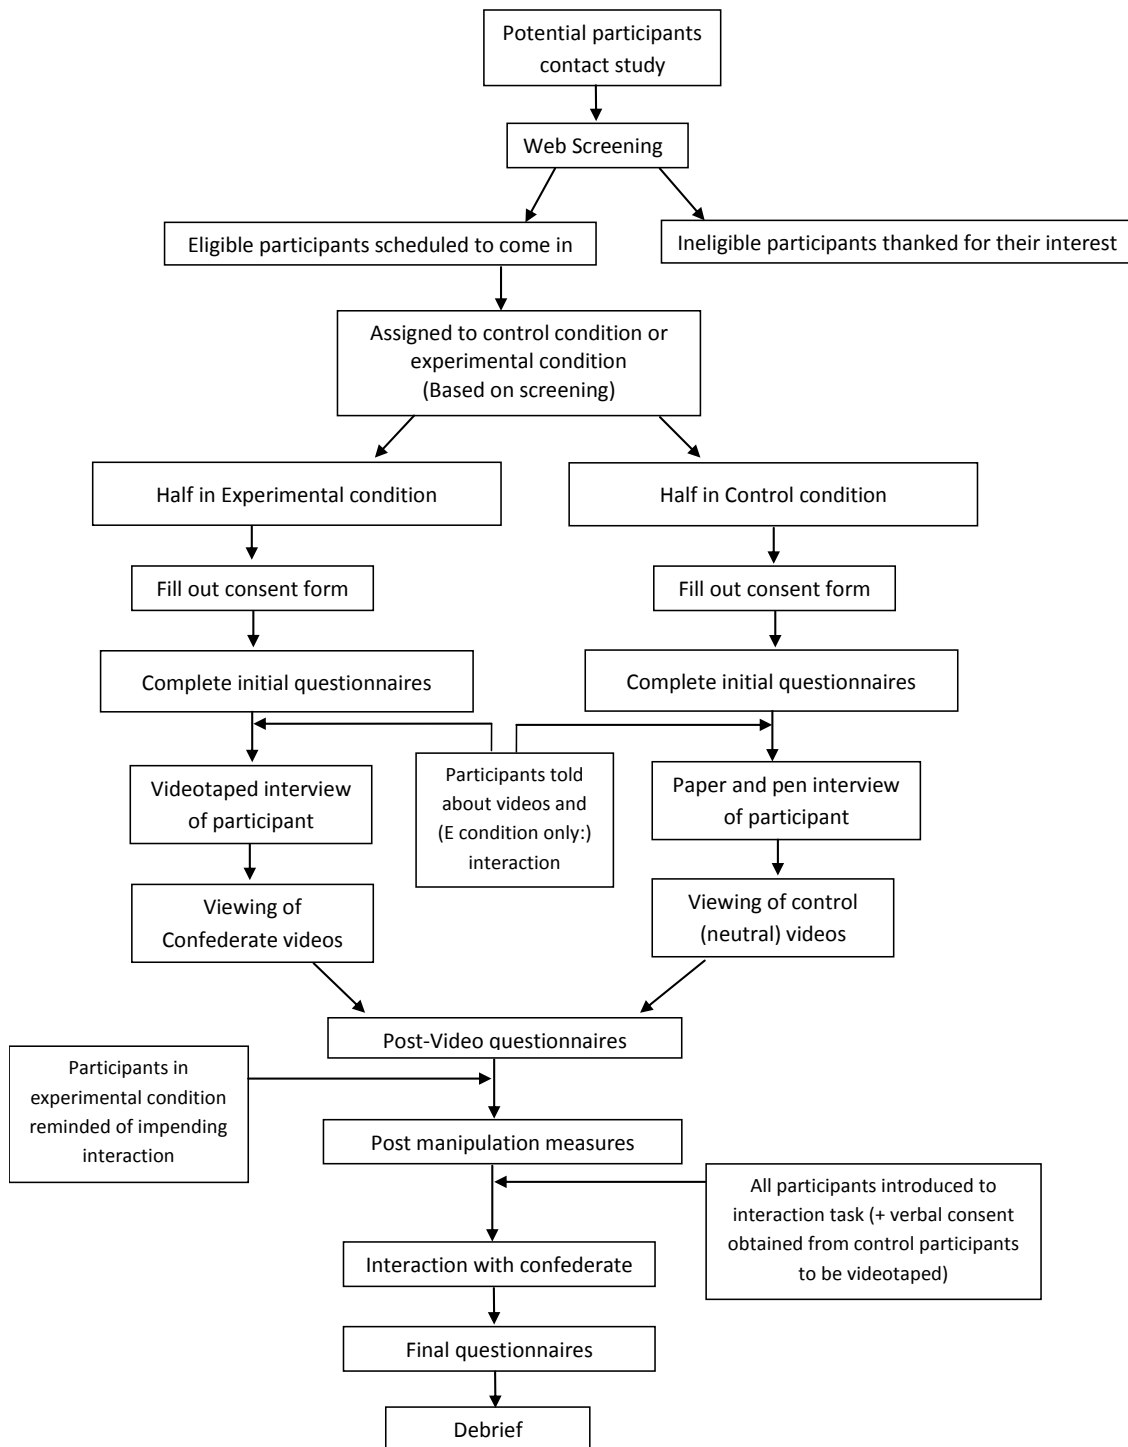 Potential participants
contact study
Web Screening
Eligible participants scheduled to come in
Ineligible participants thanked for their interest
Assigned to control condition or
experimental condition
(Based on screening)
Half in Experimental condition
Half in Control condition
Fill out consent form
Fill out consent form
Complete initial questionnaires
Complete initial questionnaires
Videotaped interview
of participant
Participants told
about videos and
(E condition only:)
interaction
Paper and pen interview
of participant
Viewing of
Confederate videos
Viewing of control
(neutral) videos
Post-Video questionnaires
Participants in
experimental condition
reminded of impending
interaction
Post manipulation measures
All participants introduced to
interaction task (+ verbal consent
obtained from control participants
to be videotaped)
Interaction with confederate
Final questionnaires
Debrief